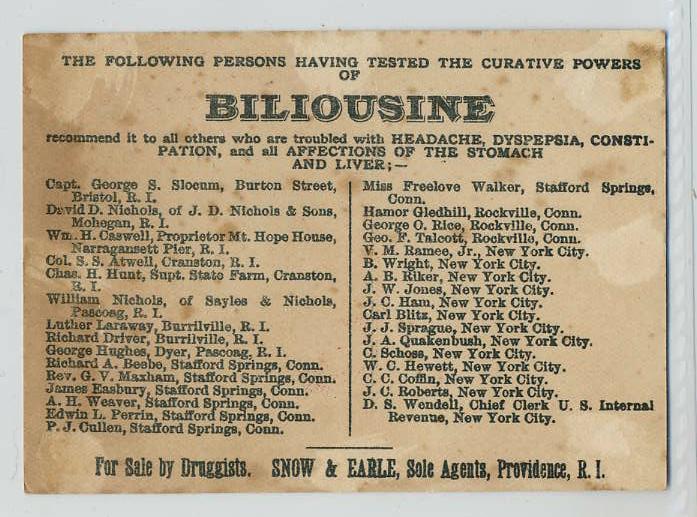 THE FOLLOWING PERSONS HAVING TESTED THE CURATIVE POWERS
OF
BILIOUSINE
recommend it to all others who are troubled with HEADACHE, DYSPEPSIA, CONSTI-
PATION, and all AFFECTIONS OF THE STOMACH
AND LIVER;—
Capt. George S. Slocum, Burton Street,
Bristol, R. I.
David D. Nichols, of J. D. Nichols & Sons,
Mohegan, R. I.
Wm. H. Caswell, Proprietor Mt. Hope House,
Narragansett Pier, R. I.
Col. S. S. Atwell, Cranston, R. I.
Chas. H. Hunt, Supt. State Farm, Cranston,
R. I.
William Nichols, of Sayles & Nichols,
Pascoag, R. I.
Luther Laraway, Burrilville, R. I.
Richard Driver, Burrilville, R. I.
George Hughes, Dyer, Pascoag, R. I.
Richard A. Beebe, Stafford Springs, Conn.
Rev. G. V. Maxham, Stafford Springs, Conn.
James Easbury, Stafford Springs, Conn.
A. H. Weaver, Stafford Springs, Conn.
Edwin L. Perrin, Stafford Springs, Conn.
P. J. Cullen, Stafford Springs, Conn.
Miss Freelove Walker, Stafford Springs,
Conn.
Hamor Gledhill, Rockville, Conn.
George O. Rice, Rockville, Conn.
Geo. F. Talcott, Rockville, Conn.
V. M. Ramee, Jr., New York City.
B. Wright, New York City.
A. B. Riker, New York City.
J. W. Jones, New York City.
J. C. Ham, New York City.
Carl Blitz, New York City.
J. J. Sprague, New York City.
J. A. Quakenbush, New York City.
C. Schoss, New York City.
W. C. Hewett, New York City.
C. C. Coffin, New York City.
J. C. Roberts, New York City.
D. S. Wendell, Chief Clerk U. S. Internal
Revenue, New York City.
For Sale by Druggists. SNOW & EARLE, Sole Agents, Providence, R. I.